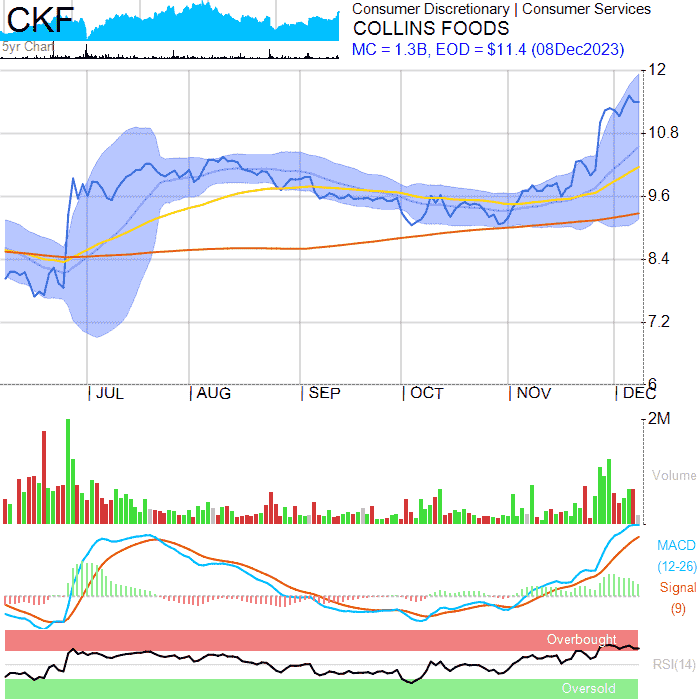 CKF
5yr Chart
Consumer Discretionary | Consumer Services
COLLINS FOODS
MC = 1.3B, EOD = $11.4 (08Dec2023)
12
10.8
9.6
8.4
7.2
6
JUL AUG SEP OCT NOV DEC
2M
Volume
MACD
(12-26)
Signal
(9)
Overbought
RSI(14)
Oversold